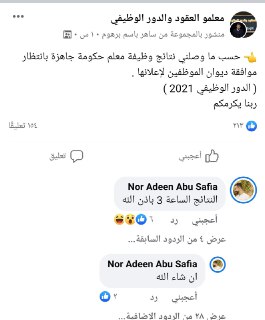 معلمو العقود والدور الوظيفي
منشور بالمجموعة من ساهر باسم برهوم · ١٠ س ·
👈 حسب ما وصلني نتائج وظيفة معلم حكومة جاهزة بانتظار
موافقة ديوان الموظفين لإعلانها .
( الدور الوظيفي 2021 )
ربنا يكرمكم
٢١٣
١٥٤ تعليقًا
أعجبني
تعليق
Nor Adeen Abu Safia
النتائج الساعة 3 باذن الله
أعجبني رد ٦
عرض ٤ من الردود السابقة...
Nor Adeen Abu Safia
ان شاء الله
أعجبني رد ٢
عرض ٢٨ من الردود الإضافية...